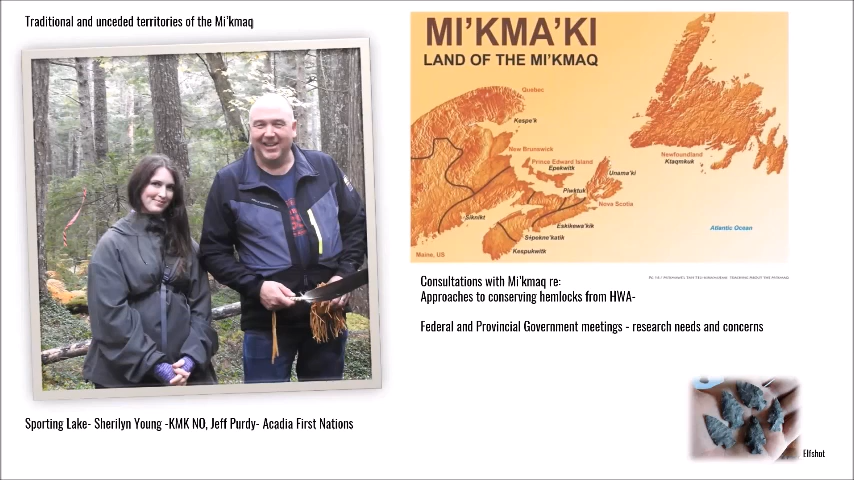 Traditional and unceded territories of the Mi'kmaq
MI'KMA'KI
LAND OF THE MI'KMAQ
Quebec
Kespe'k
New Brunswick
Prince Edward Island
Epekwitk
Unama'ki
Newfoundland
Ktaqmkuk
Piwktuk
Nova Scotia
Siknikt
Eskikewa'kik
Atlantic Ocean
Sɨpekne'katik
Maine, US
Kespukwitk
Consultations with Mi'kmaq re:
Approaches to conserving hemlocks from HWA-
Federal and Provincial Government meetings - research needs and concerns
Sporting Lake- Sherilyn Young -KMK NO, Jeff Purdy- Acadia First Nations
Elfshot